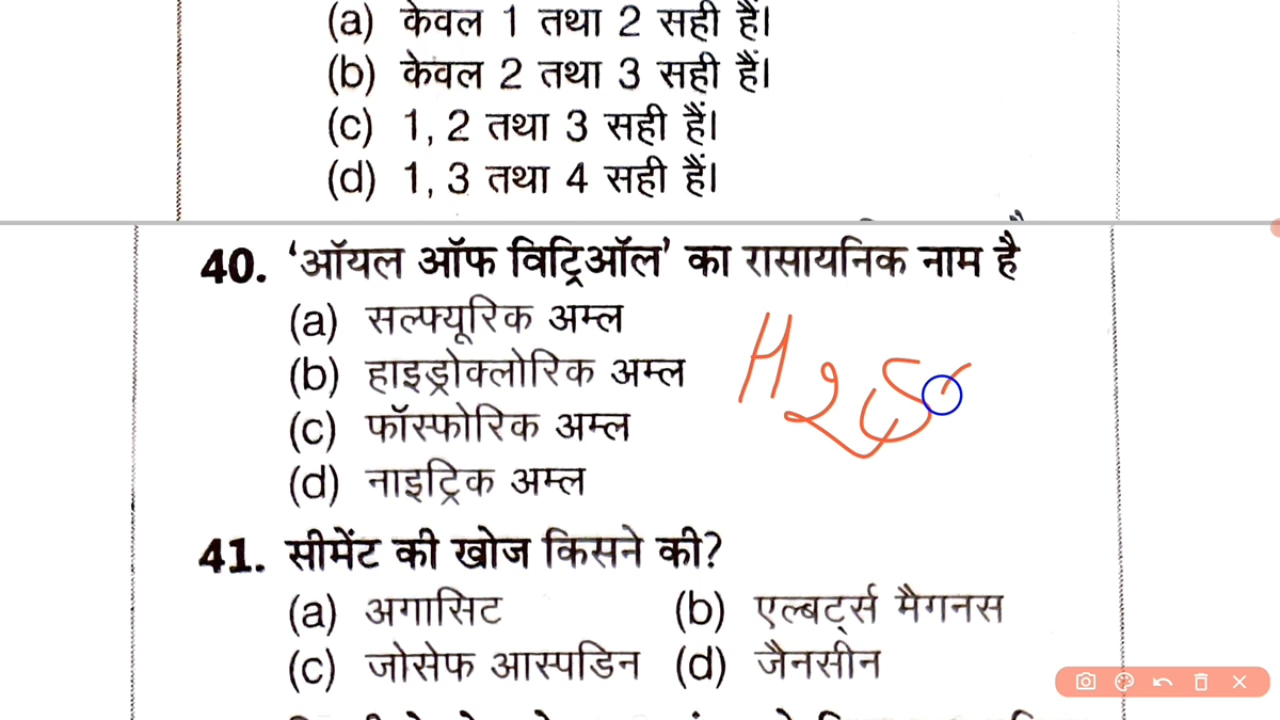 (a) केवल 1 तथा 2 सही हैं।
(b) केवल 2 तथा 3 सही हैं।
(c) 1, 2 तथा 3 सही हैं।
(d) 1, 3 तथा 4 सही हैं।
40. ‘ऑयल ऑफ विट्रिऑल’ का रासायनिक नाम है
(a) सल्फ्यूरिक अम्ल
(b) हाइड्रोक्लोरिक अम्ल
(c) फॉस्फोरिक अम्ल
(d) नाइट्रिक अम्ल
H2S
41. सीमेंट की खोज किसने की?
(a) अगासिट (b) एल्बर्ट्स मैगनस
(c) जोसेफ आस्पडिन (d) जैनसीन